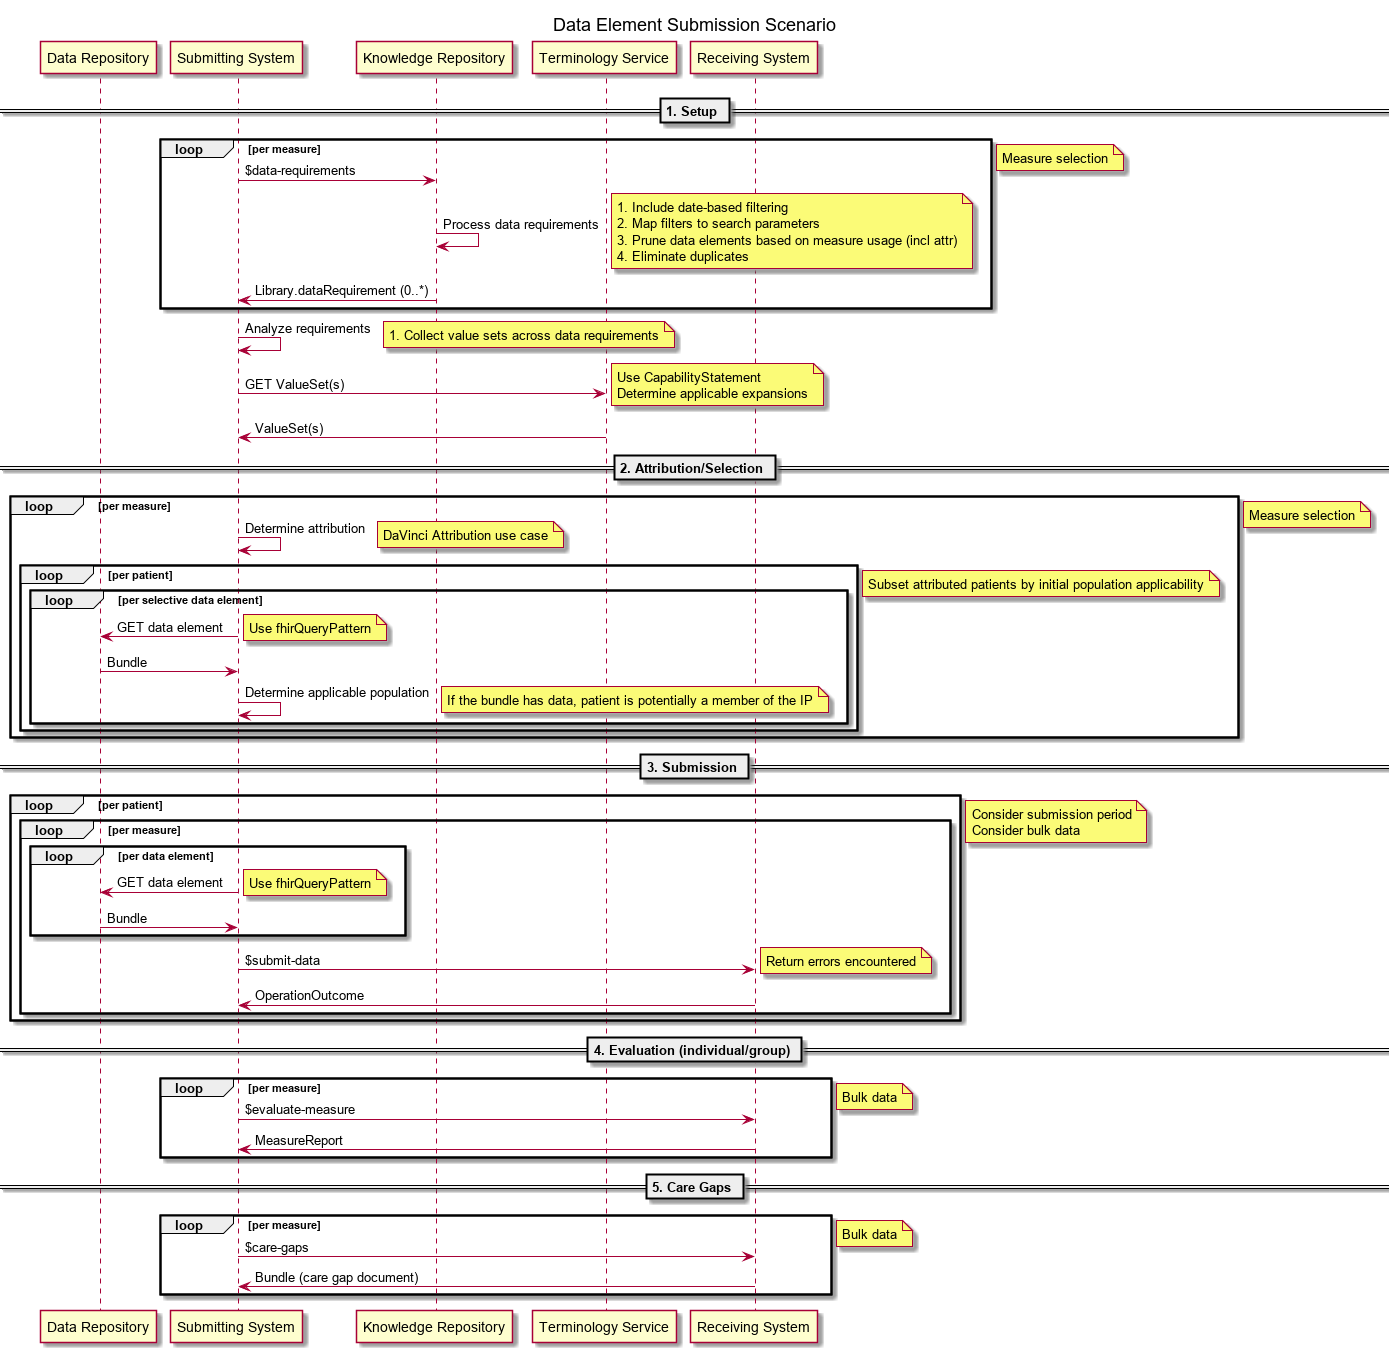 Data Element Submission Scenario
Data Repository
Submitting System
Knowledge Repository
Terminology Service
Receiving System
1. Setup
loop
[per measure]
Measure selection
$data-requirements
Process data requirements
1. Include date-based filtering
2. Map filters to search parameters
3. Prune data elements based on measure usage (incl attr)
4. Eliminate duplicates
Library.dataRequirement (0..*)
Analyze requirements
1. Collect value sets across data requirements
GET ValueSet(s)
Use CapabilityStatement
Determine applicable expansions
ValueSet(s)
2. Attribution/Selection
loop
[per measure]
Measure selection
Determine attribution
DaVinci Attribution use case
loop
[per patient]
Subset attributed patients by initial population applicability
loop
[per selective data element]
GET data element
Use fhirQueryPattern
Bundle
Determine applicable population
If the bundle has data, patient is potentially a member of the IP
3. Submission
loop
[per patient]
Consider submission period
Consider bulk data
loop
[per measure]
loop
[per data element]
GET data element
Use fhirQueryPattern
Bundle
$submit-data
Return errors encountered
OperationOutcome
4. Evaluation (individual/group)
loop
[per measure]
Bulk data
$evaluate-measure
MeasureReport
5. Care Gaps
loop
[per measure]
Bulk data
$care-gaps
Bundle (care gap document)
Data Repository
Submitting System
Knowledge Repository
Terminology Service
Receiving System